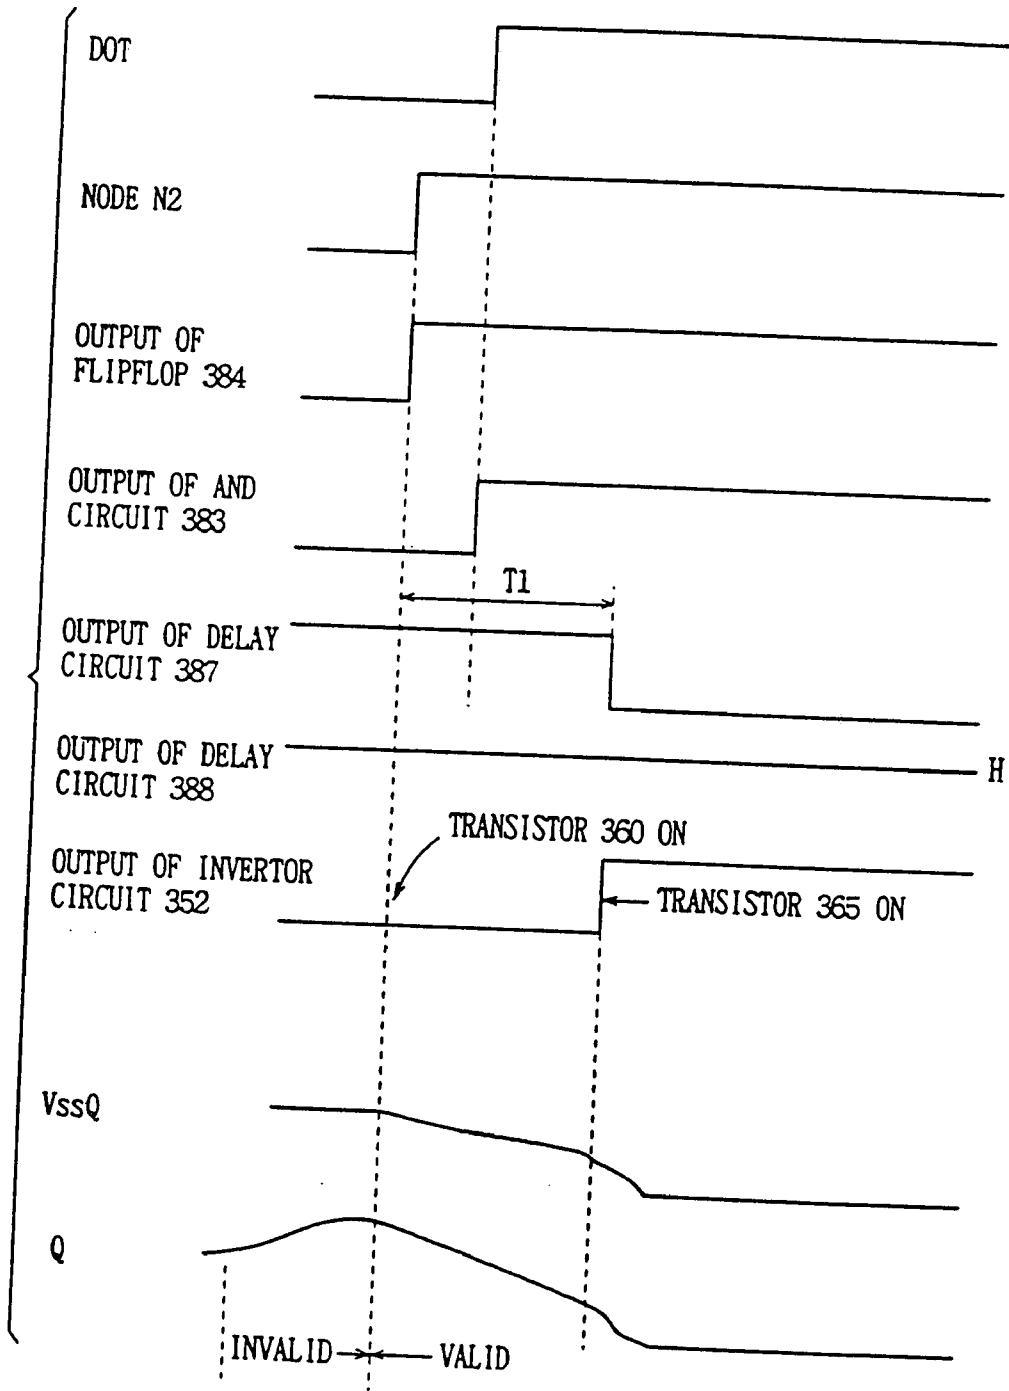 DOT
NODE N2
OUTPUT OF
FLIPFLOP 384
OUTPUT OF AND
CIRCUIT 383
T1
OUTPUT OF DELAY
CIRCUIT 387
OUTPUT OF DELAY
CIRCUIT 388
H
TRANSISTOR 360 ON
OUTPUT OF INVERTOR
CIRCUIT 352
TRANSISTOR 365 ON
VssQ
Q
INVALID
VALID